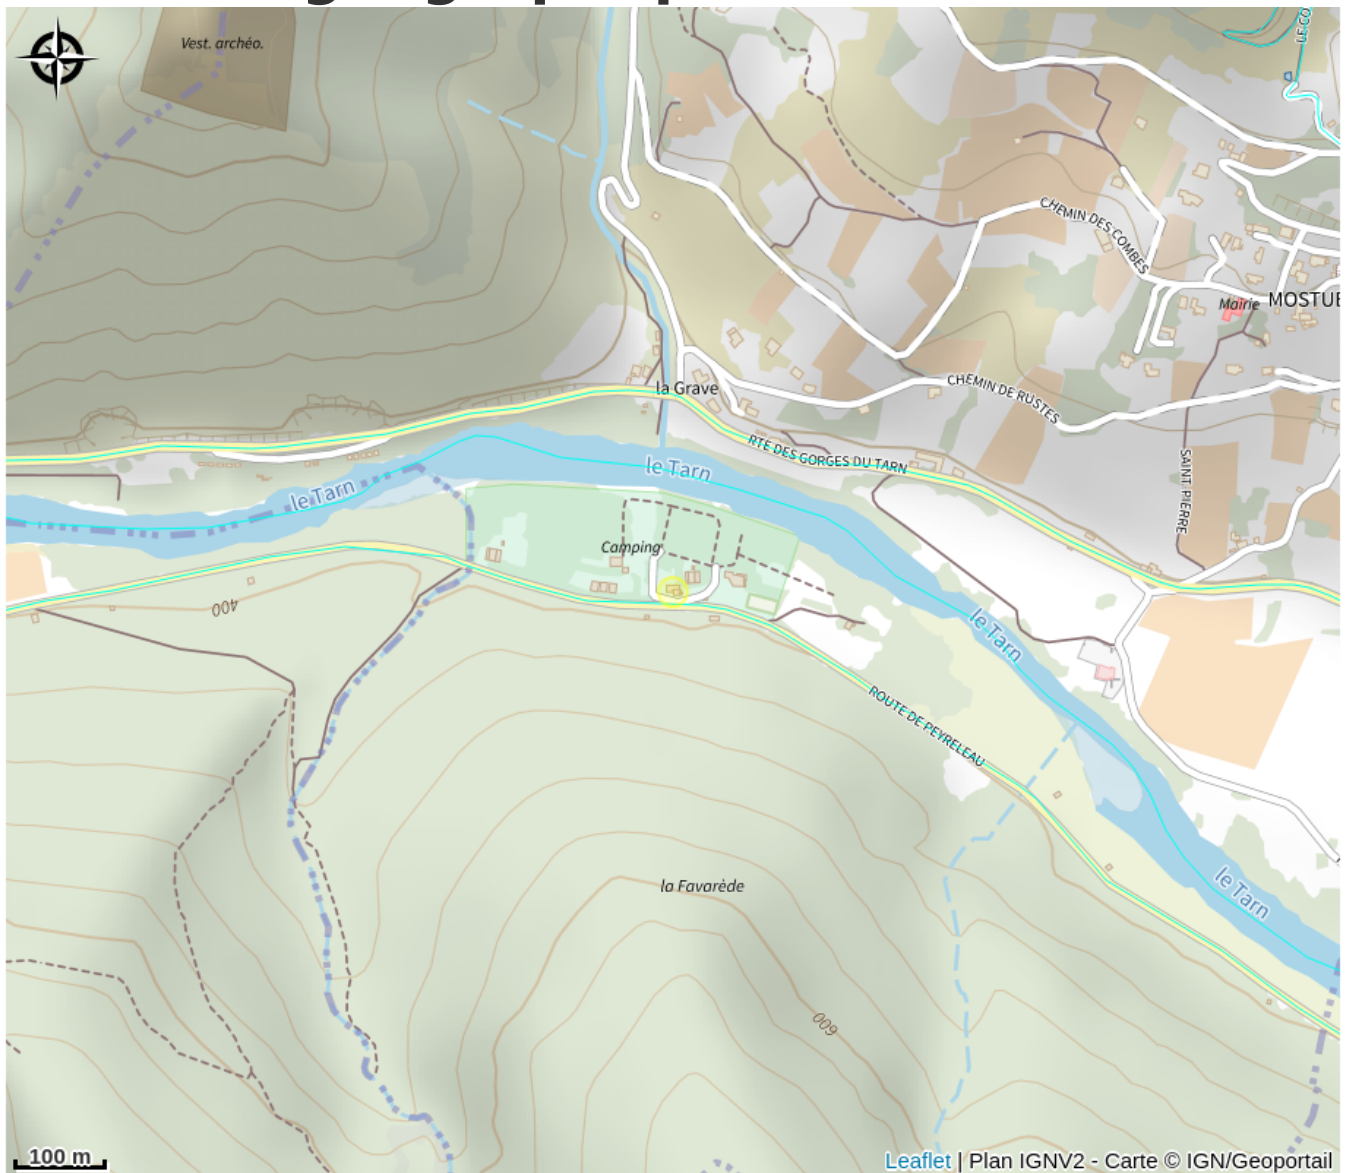 Vest. archéo.
CHEMIN DES COMBES
Mairie
la Grave
CHEMIN DE RUSTES
RTE DES GORGES DU TARN
le Tarn
le Tarn
SAINT PIERRE
Camping
400
le Tarn
ROUTE DE PEYRELEAU
la Favarède
le Tarn
600
100 m
Leaflet | Plan IGNV2 - Carte © IGN/Geoportail